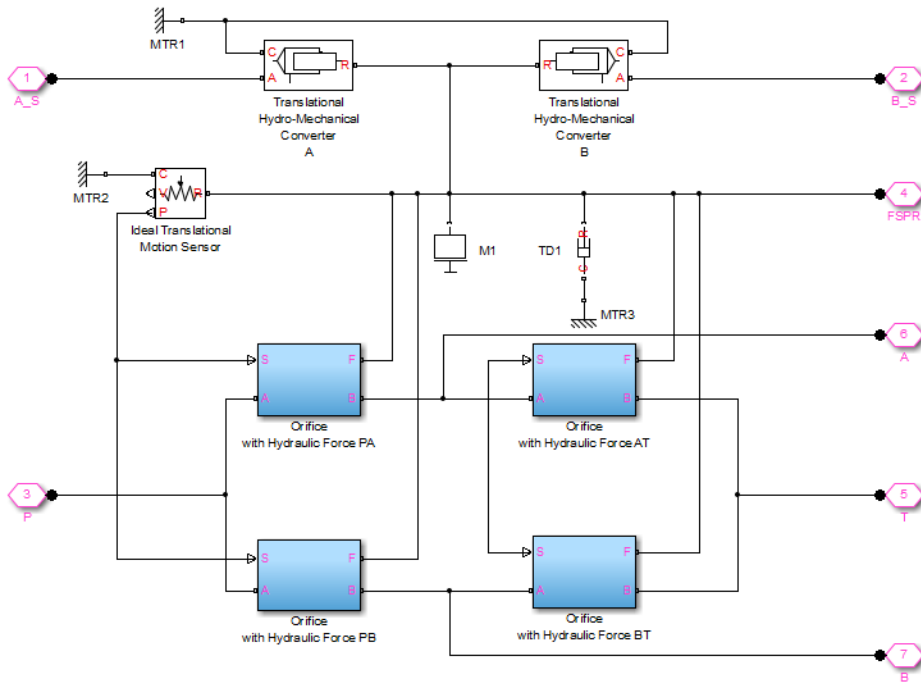 MTR1
C
A
R
C
R
A
1
A_S
2
B_S
Translational
Hydro-Mechanical
Converter
A
Translational
Hydro-Mechanical
Converter
B
MTR2
C
V
R
P
4
FSPR
Ideal Translational
Motion Sensor
M1
TD1
R
C
MTR3
6
A
S
F
A
B
Orifice
with Hydraulic Force PA
S
F
A
B
Orifice
with Hydraulic Force AT
3
P
5
T
S
F
A
B
Orifice
with Hydraulic Force PB
S
F
A
B
Orifice
with Hydraulic Force BT
7
B